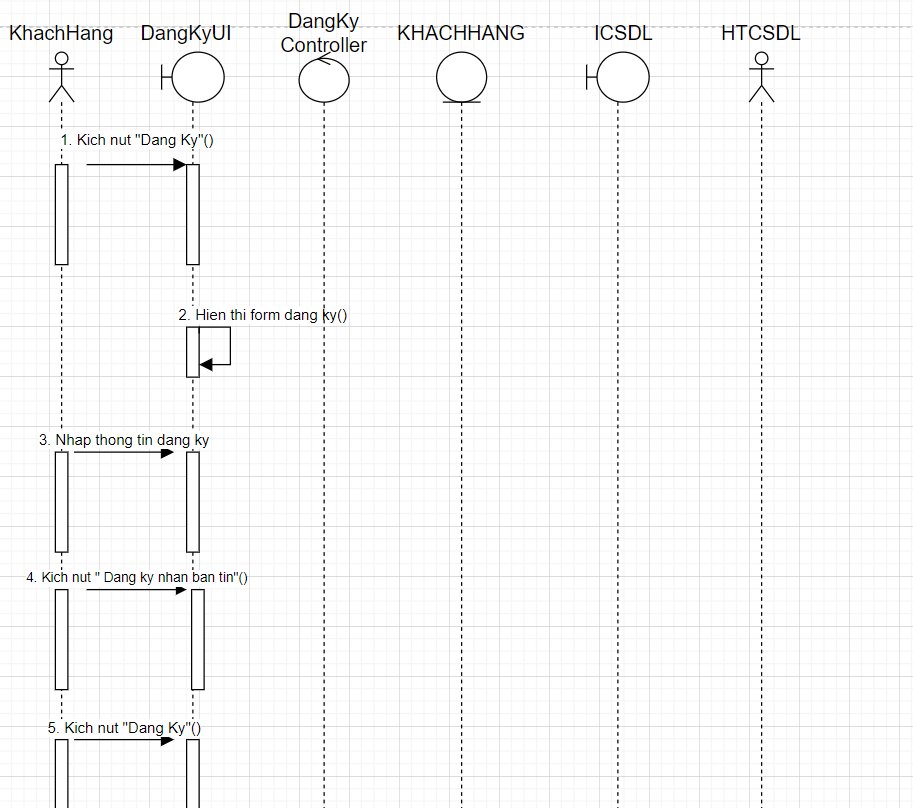 KhachHang
DangKyUI
DangKy
Controller
KHACHHANG
ICSDL
HTCSDL
1. Kich nut "Dang Ky"()
2. Hien thi form dang ky()
3. Nhap thong tin dang ky
4. Kich nut " Dang ky nhan ban tin"()
5. Kich nut "Dang Ky"()